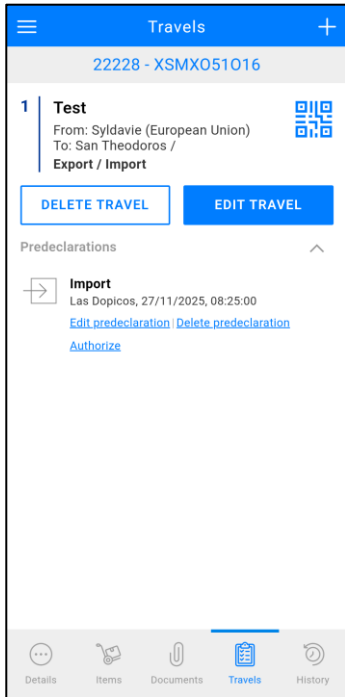 Travels
22228 - XSMXO51O16
1
Test
From: Syldavie (European Union)
To: San Theodoros /
Export / Import
DELETE TRAVEL
EDIT TRAVEL
Predeclarations
Import
Las Dopicos, 27/11/2025, 08:25:00
Edit predeclaration | Delete predeclaration
Authorize
Details Items Documents Travels History